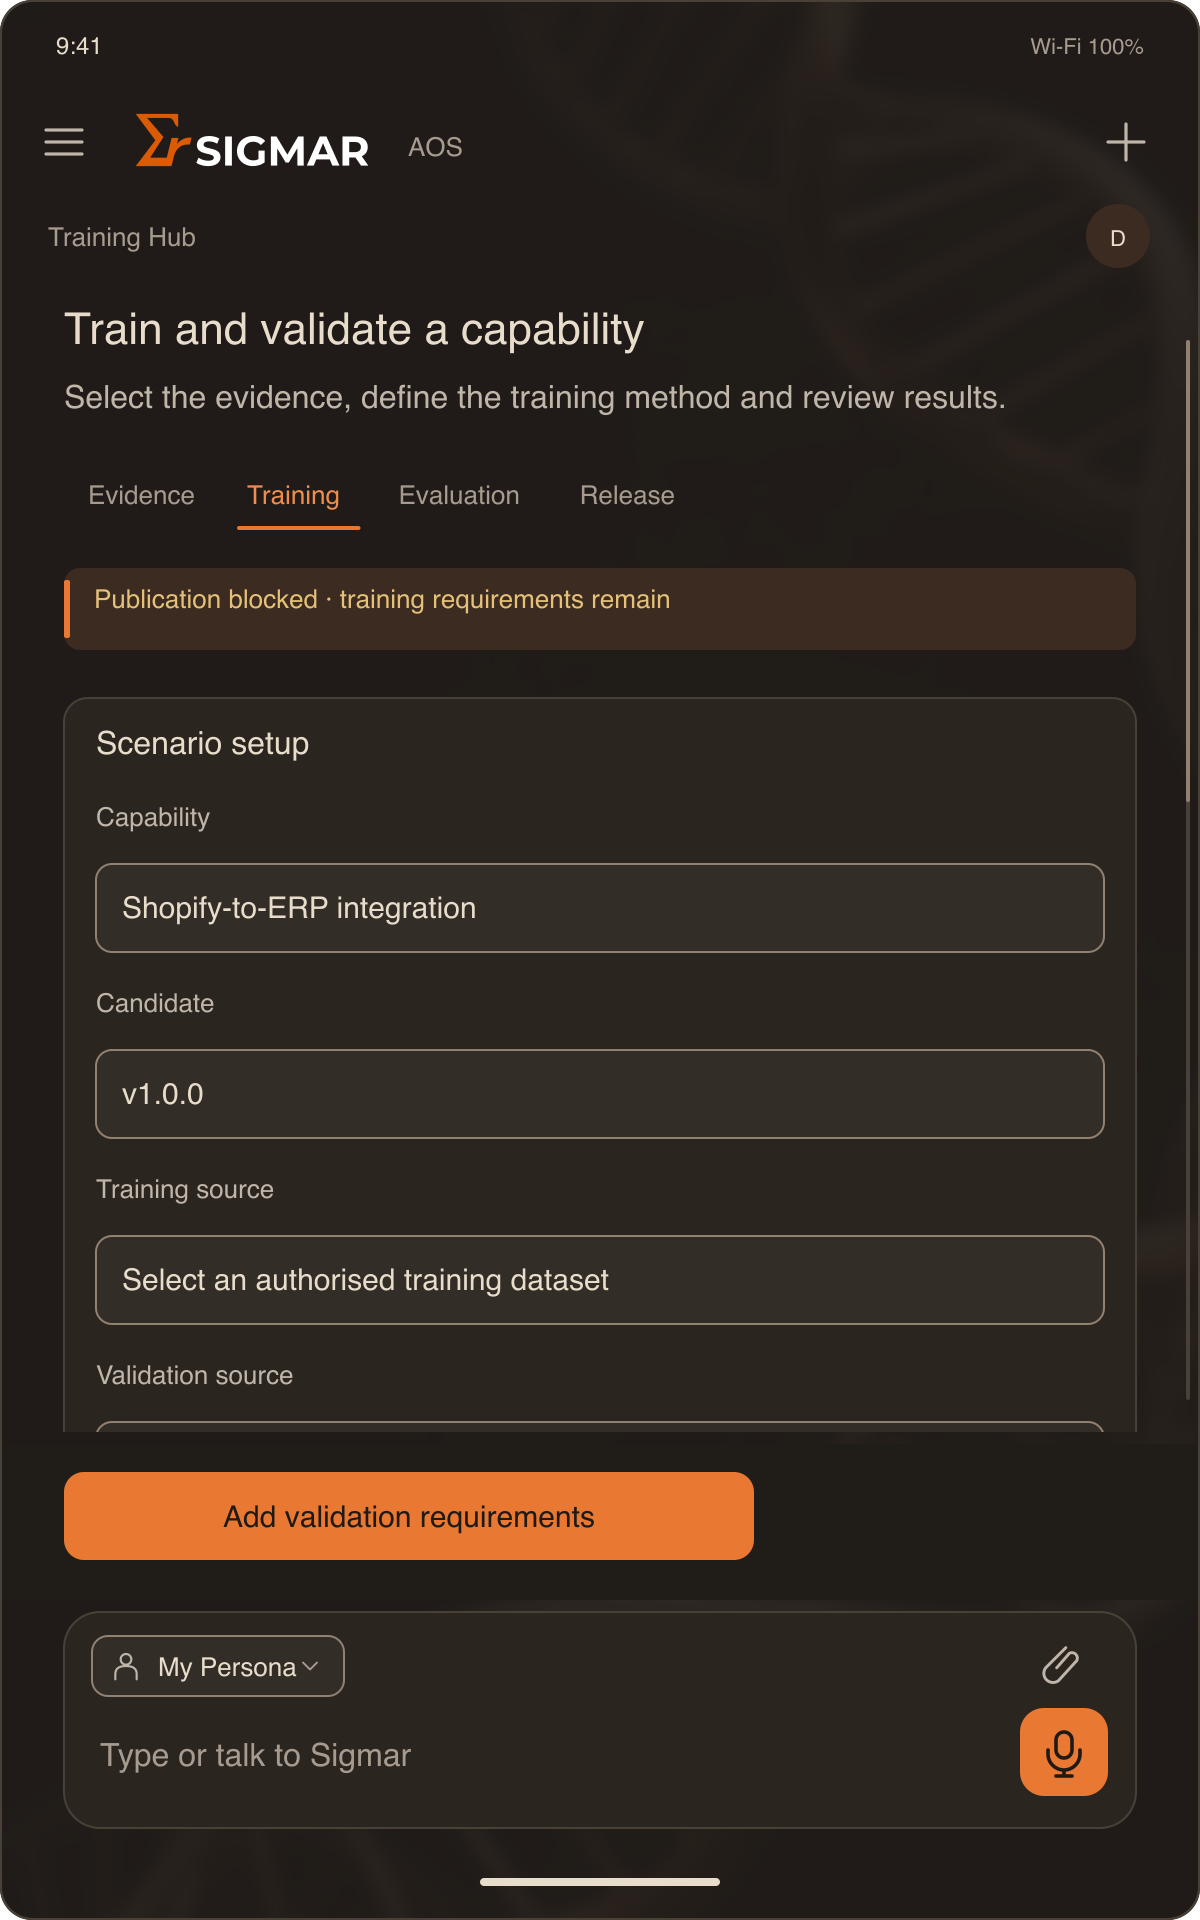 9:41
Wi-Fi 100%
Σr SIGMAR AOS
Training Hub
D
Train and validate a capability
Select the evidence, define the training method and review results.
Evidence Training Evaluation Release
Publication blocked · training requirements remain
Scenario setup
Capability
Shopify-to-ERP integration
Candidate
v1.0.0
Training source
Select an authorised training dataset
Validation source
Add validation requirements
My Persona
Type or talk to Sigmar